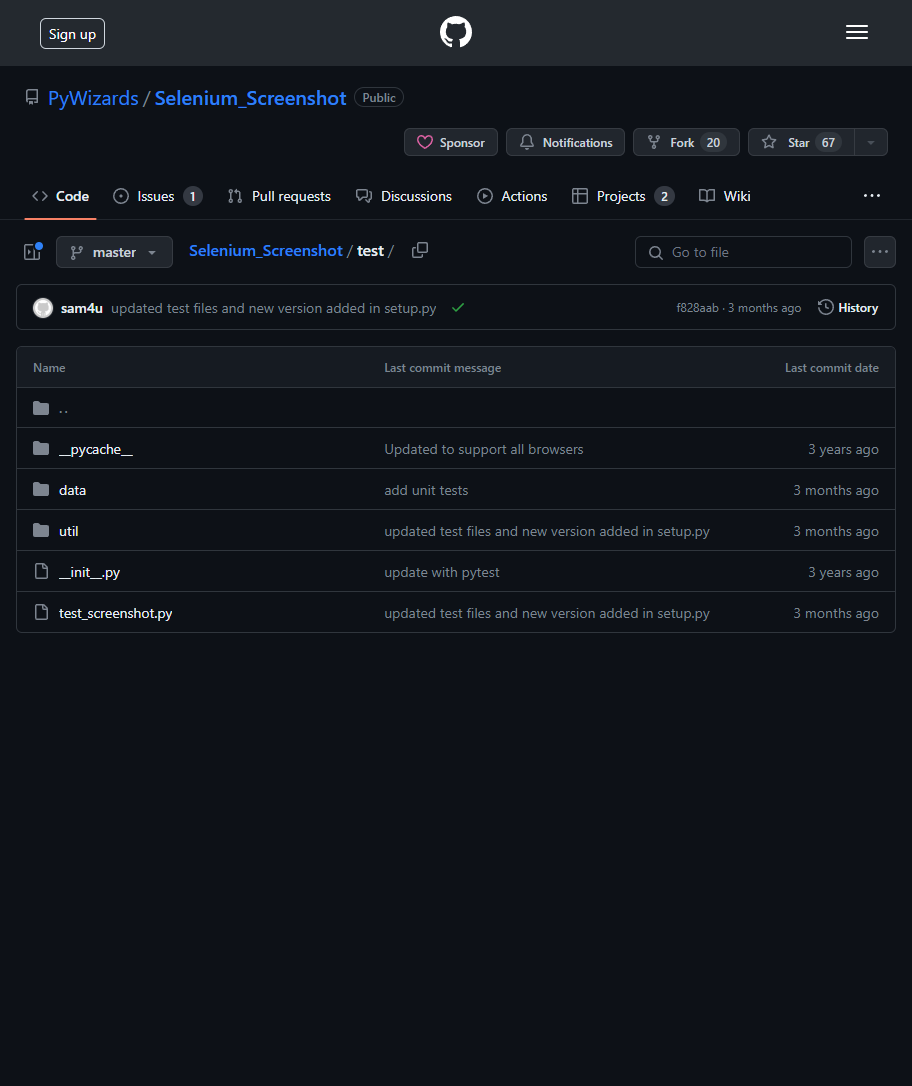 Sign up
PyWizards / Selenium_Screenshot Public
Sponsor Notifications Fork 20 Star 67
Code Issues 1 Pull requests Discussions Actions Projects 2 Wiki
master Selenium_Screenshot / test / Go to file
sam4u updated test files and new version added in setup.py f828aab · 3 months ago History
Name Last commit message Last commit date
..
__pycache__ Updated to support all browsers 3 years ago
data add unit tests 3 months ago
util updated test files and new version added in setup.py 3 months ago
__init__.py update with pytest 3 years ago
test_screenshot.py updated test files and new version added in setup.py 3 months ago